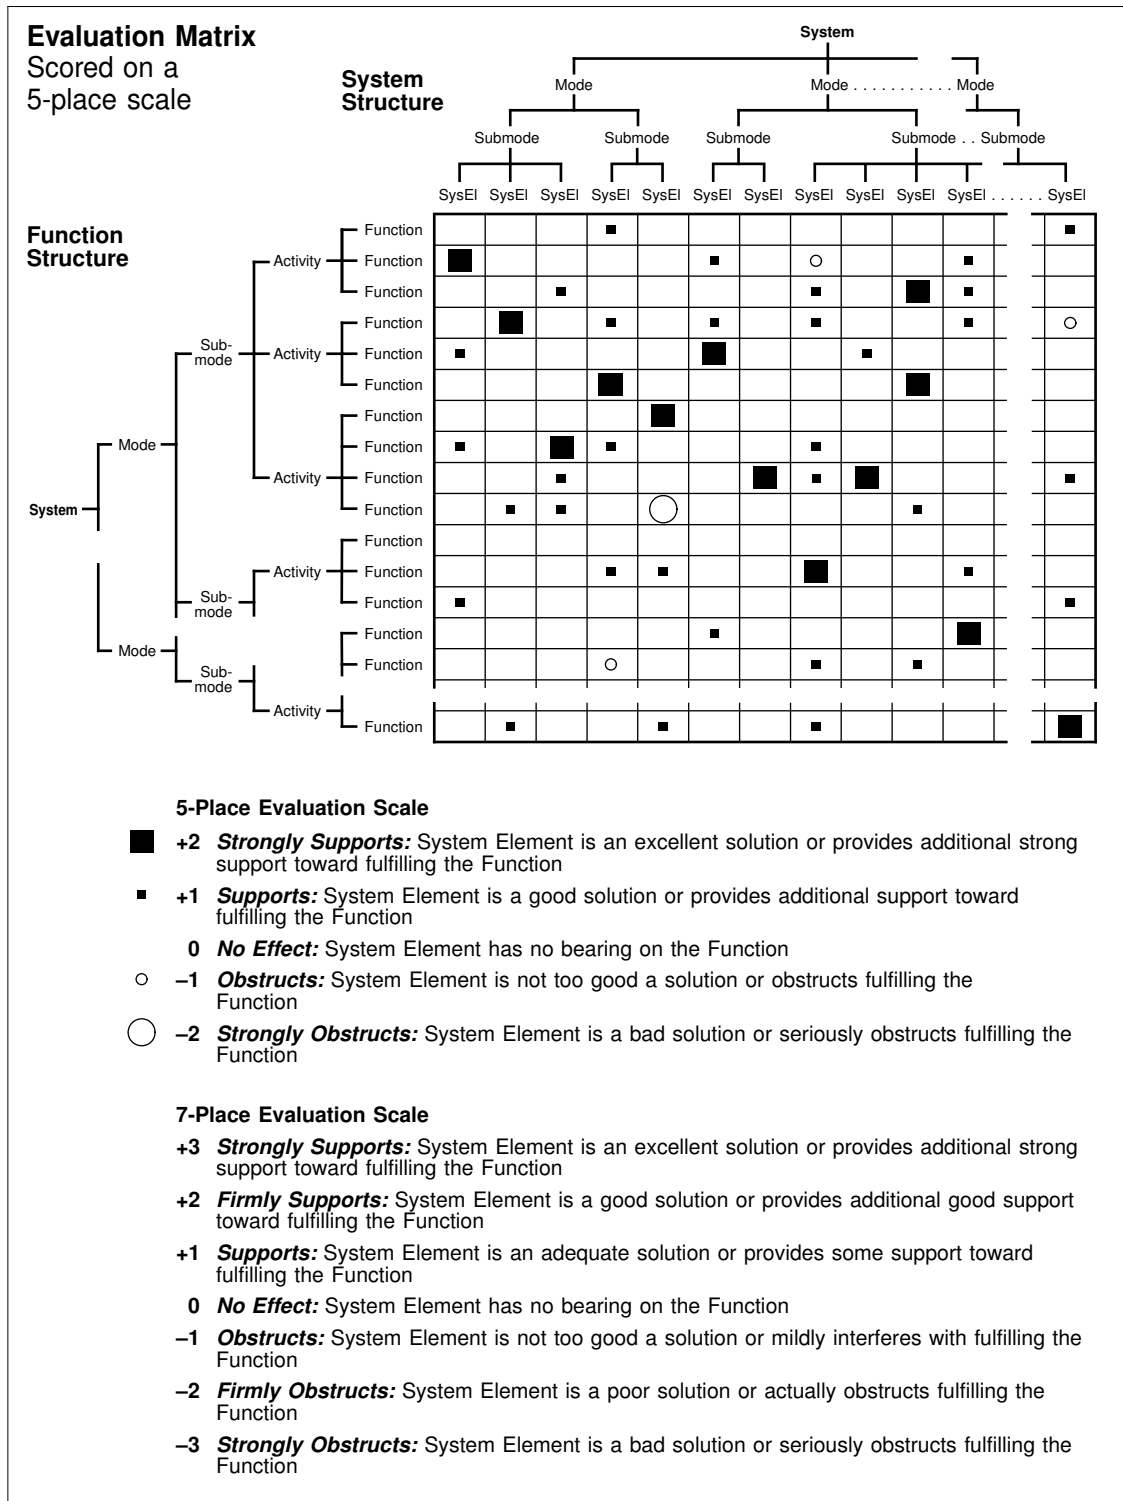 Evaluation Matrix
Scored on a
5-place scale
System
Structure
System
Mode
Mode . . . . . . . . . . . Mode
Submode
Submode
Submode
Submode . . Submode
SysEl SysEl SysEl SysEl SysEl SysEl SysEl SysEl SysEl SysEl SysEl . . . . . . SysEl
Function
Structure
Function
Activity
Function
Function
Function
Sub-
mode
Activity
Function
Function
Function
Mode
Function
Activity
Function
System
Function
Function
Activity
Function
Sub-
mode
Function
Function
Mode
Function
Sub-
mode
Activity
Function
5-Place Evaluation Scale
+2 Strongly Supports: System Element is an excellent solution or provides additional strong
support toward fulfilling the Function
+1 Supports: System Element is a good solution or provides additional support toward
fulfilling the Function
0 No Effect: System Element has no bearing on the Function
–1 Obstructs: System Element is not too good a solution or obstructs fulfilling the
Function
–2 Strongly Obstructs: System Element is a bad solution or seriously obstructs fulfilling the
Function
7-Place Evaluation Scale
+3 Strongly Supports: System Element is an excellent solution or provides additional strong
support toward fulfilling the Function
+2 Firmly Supports: System Element is a good solution or provides additional good support
toward fulfilling the Function
+1 Supports: System Element is an adequate solution or provides some support toward
fulfilling the Function
0 No Effect: System Element has no bearing on the Function
–1 Obstructs: System Element is not too good a solution or mildly interferes with fulfilling the
Function
–2 Firmly Obstructs: System Element is a poor solution or actually obstructs fulfilling the
Function
–3 Strongly Obstructs: System Element is a bad solution or seriously obstructs fulfilling the
Function